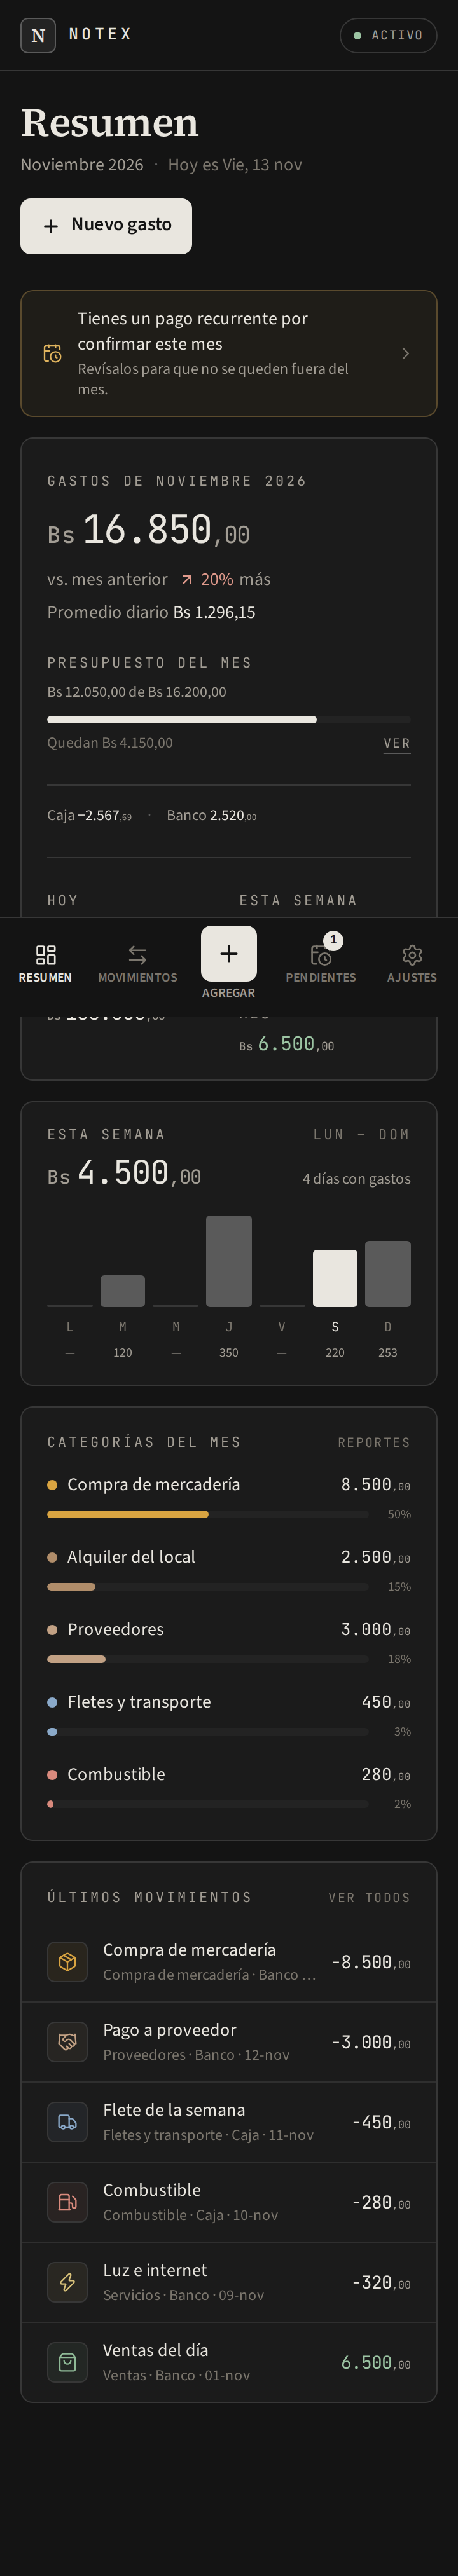 N NOTEX
ACTIVO
Resumen
Noviembre 2026 · Hoy es Vie, 13 nov
+ Nuevo gasto
Tienes un pago recurrente por
confirmar este mes
Revísalos para que no se queden fuera del
mes.
GASTOS DE NOVIEMBRE 2026
Bs 16.850,00
vs. mes anterior 20% más
Promedio diario Bs 1.296,15
PRESUPUESTO DEL MES
Bs 12.050,00 de Bs 16.200,00
Quedan Bs 4.150,00 VER
Caja −2.567,69 · Banco 2.520,00
HOY ESTA SEMANA
1
RESUMEN MOVIMIENTOS AGREGAR PENDIENTES AJUSTES
Bs 6.500,00
ESTA SEMANA LUN – DOM
Bs 4.500,00 4 días con gastos
L M M J V S D
— 120 — 350 — 220 253
CATEGORÍAS DEL MES REPORTES
Compra de mercadería 8.500,00
50%
Alquiler del local 2.500,00
15%
Proveedores 3.000,00
18%
Fletes y transporte 450,00
3%
Combustible 280,00
2%
ÚLTIMOS MOVIMIENTOS VER TODOS
Compra de mercadería -8.500,00
Compra de mercadería · Banco ...
Pago a proveedor -3.000,00
Proveedores · Banco · 12-nov
Flete de la semana -450,00
Fletes y transporte · Caja · 11-nov
Combustible -280,00
Combustible · Caja · 10-nov
Luz e internet -320,00
Servicios · Banco · 09-nov
Ventas del día 6.500,00
Ventas · Banco · 01-nov